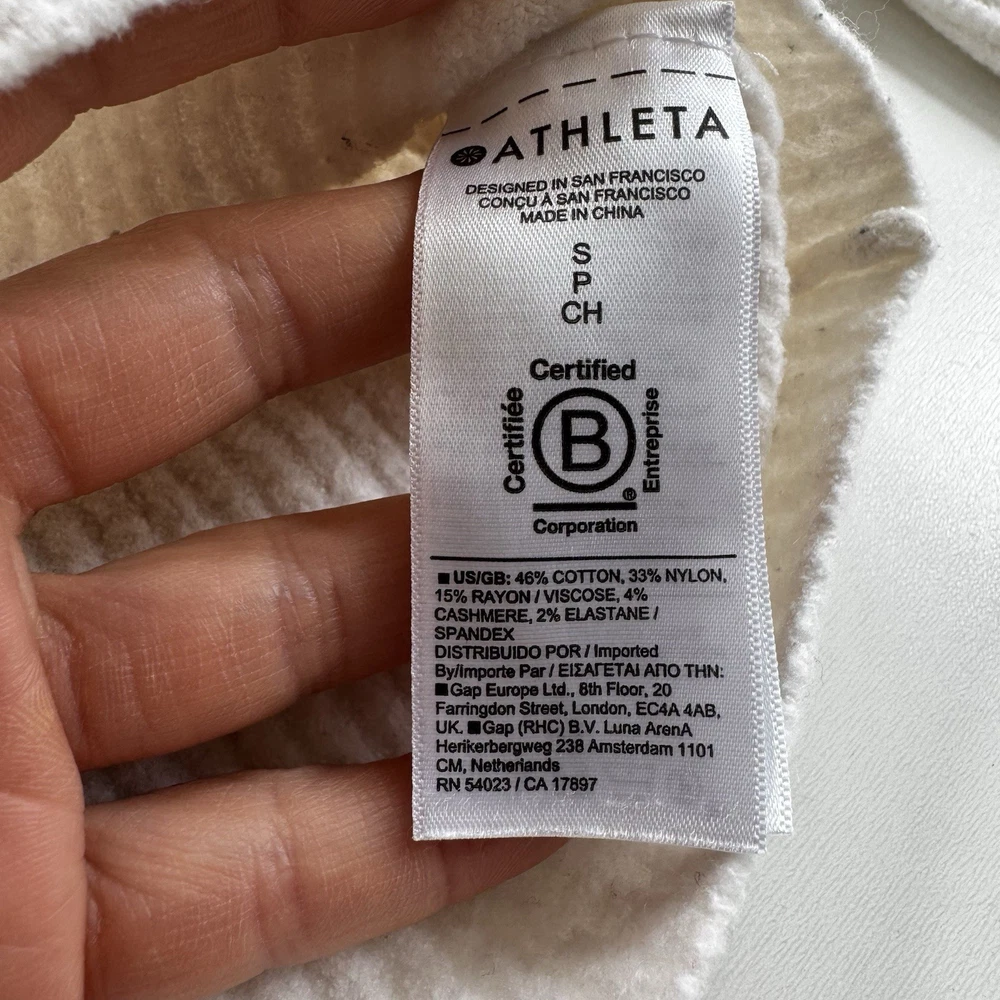 ATHLETA
DESIGNED IN SAN FRANCISCO
CONÇU À SAN FRANCISCO
MADE IN CHINA
S
P
CH
Certified
Certifiée
B
Entreprise
®
Corporation
■ US/GB: 46% COTTON, 33% NYLON,
15% RAYON / VISCOSE, 4%
CASHMERE, 2% ELASTANE /
SPANDEX
DISTRIBUIDO POR / Imported
By/Importe Par / ΕΙΣΑΓΕΤΑΙ ΑΠΟ ΤΗΝ:
■Gap Europe Ltd., 8th Floor, 20
Farringdon Street, London, EC4A 4AB,
UK. ■Gap (RHC) B.V. Luna ArenA
Herikerbergweg 238 Amsterdam 1101
CM, Netherlands
RN 54023 / CA 17897